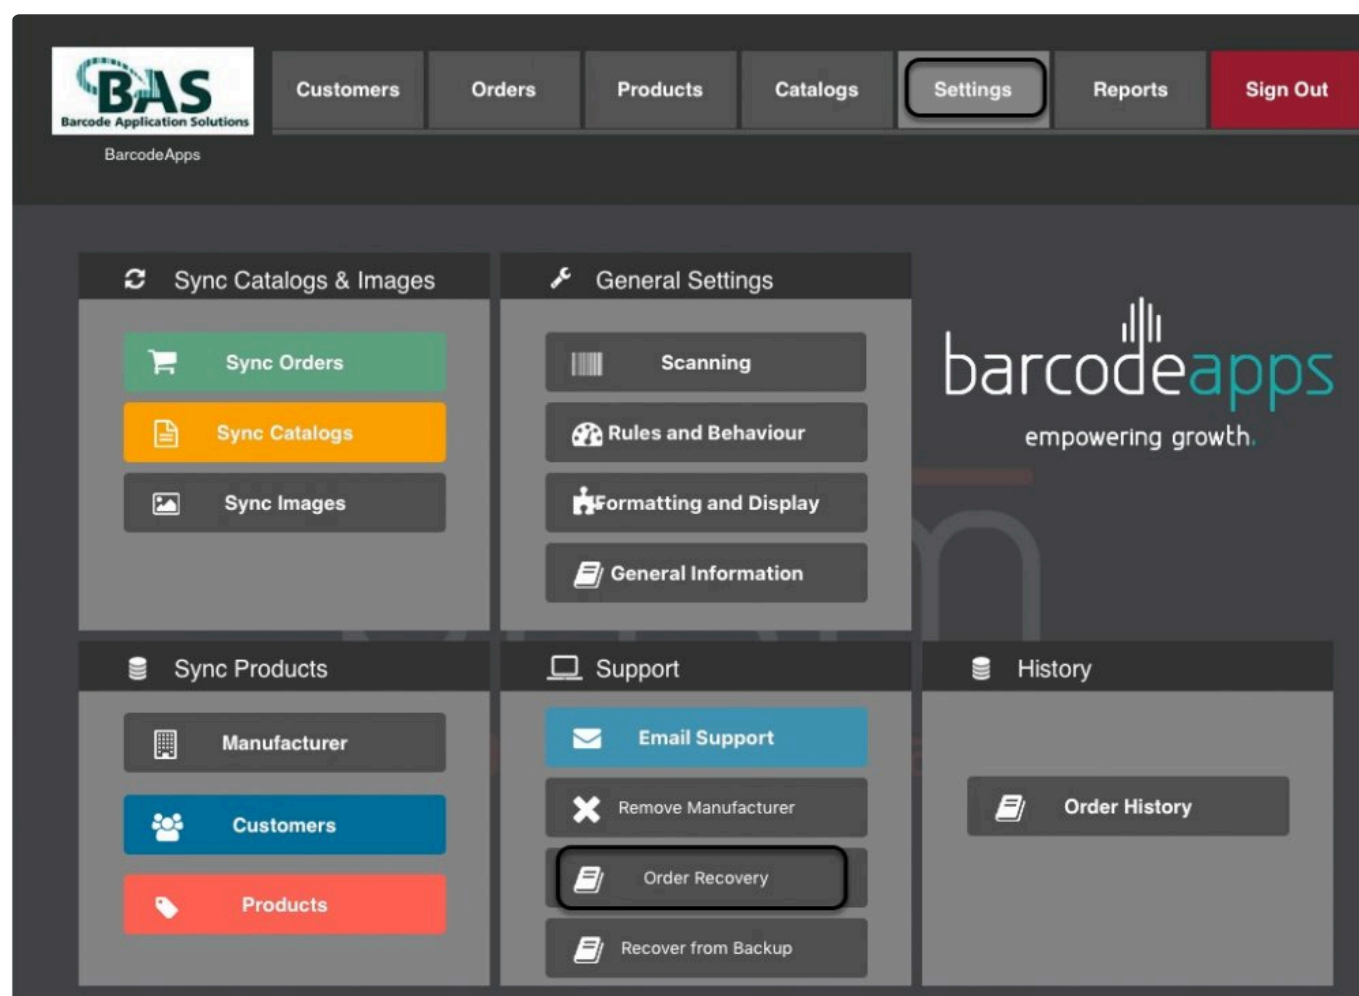 BAS
Barcode Application Solutions
BarcodeApps
Customers
Orders
Products
Catalogs
Settings
Reports
Sign Out
Sync Catalogs & Images
Sync Orders
Sync Catalogs
Sync Images
General Settings
Scanning
Rules and Behaviour
Formatting and Display
General Information
barcodeapps
empowering growth.
Sync Products
Manufacturer
Customers
Products
Support
Email Support
Remove Manufacturer
Order Recovery
Recover from Backup
History
Order History